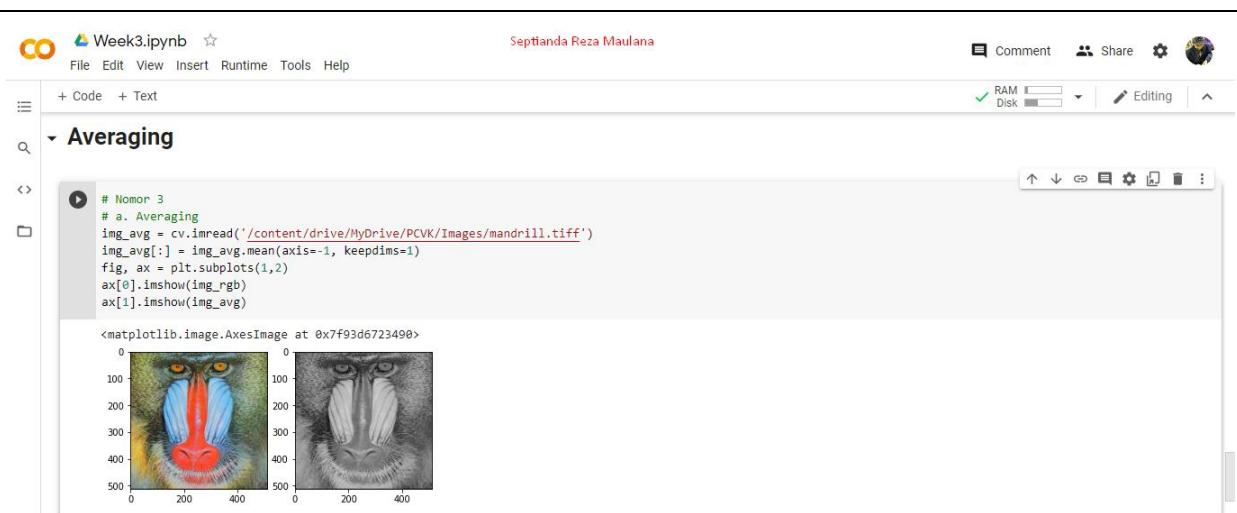 Week3.ipynb
Septianda Reza Maulana
Comment
Share
File Edit View Insert Runtime Tools Help
+ Code + Text
RAM
Disk
Editing
Averaging
# Nomor 3
# a. Averaging
img_avg = cv.imread('/content/drive/MyDrive/PCVK/Images/mandrill.tiff')
img_avg[:] = img_avg.mean(axis=-1, keepdims=1)
fig, ax = plt.subplots(1,2)
ax[0].imshow(img_rgb)
ax[1].imshow(img_avg)
<matplotlib.image.AxesImage at 0x7f93d6723490>
0
100
200
300
400
500
0 200 400
0
100
200
300
400
500
0 200 400